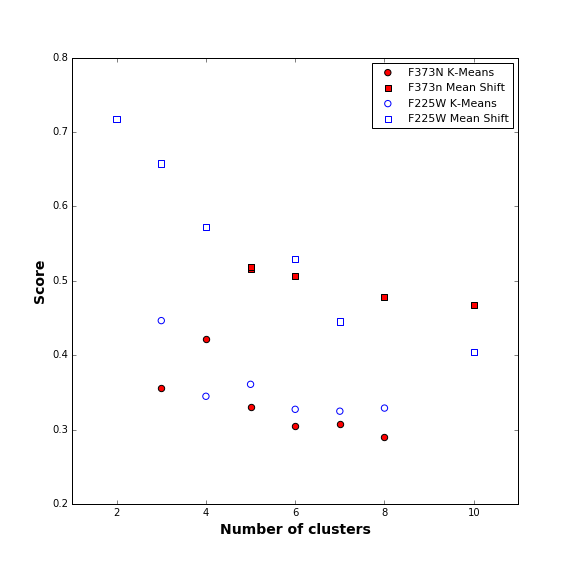 0.8
0.7
0.6
0.5
0.4
0.3
0.2
Score
2 4 6 8 10
Number of clusters
F373N K-Means
F373n Mean Shift
F225W K-Means
F225W Mean Shift